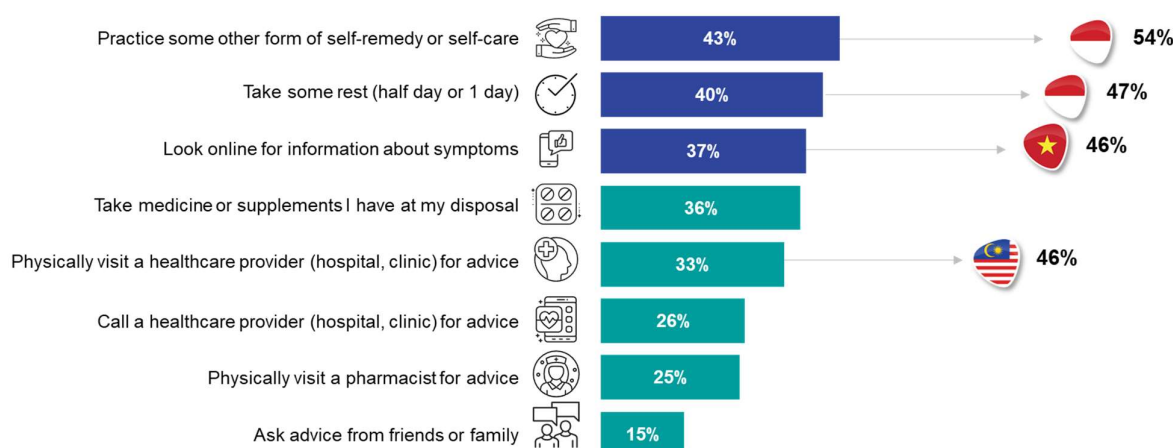 Practice some other form of self-remedy or self-care 43% 54%
Take some rest (half day or 1 day) 40% 47%
Look online for information about symptoms 37% 46%
Take medicine or supplements I have at my disposal 36%
Physically visit a healthcare provider (hospital, clinic) for advice 33% 46%
Call a healthcare provider (hospital, clinic) for advice 26%
Physically visit a pharmacist for advice 25%
Ask advice from friends or family 15%